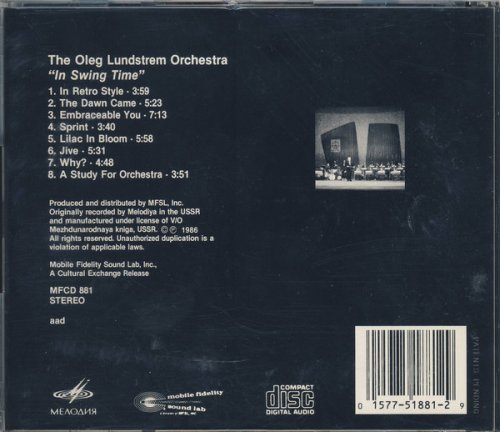 The Oleg Lundstrem Orchestra
“In Swing Time”
1. In Retro Style - 3:59
2. The Dawn Came - 5:23
3. Embraceable You - 7:13
4. Sprint - 3:40
5. Lilac In Bloom - 5:58
6. Jive - 5:31
7. Why? - 4:48
8. A Study For Orchestra - 3:51
Produced and distributed by MFSL, Inc.
Originally recorded by Melodiya in the USSR
and manufactured under license of V/O
Mezhdunarodnaya kniga, USSR. © ℗ 1986
All rights reserved. Unauthorized duplication is a
violation of applicable laws.
Mobile Fidelity Sound Lab, Inc.,
A Cultural Exchange Release
MFCD 881
STEREO
aad
МЕЛОДИЯ
mobile fidelity
sound lab
COMPACT
disc
DIGITAL AUDIO
0 1577-51881-2 9
PATENTS PENDING